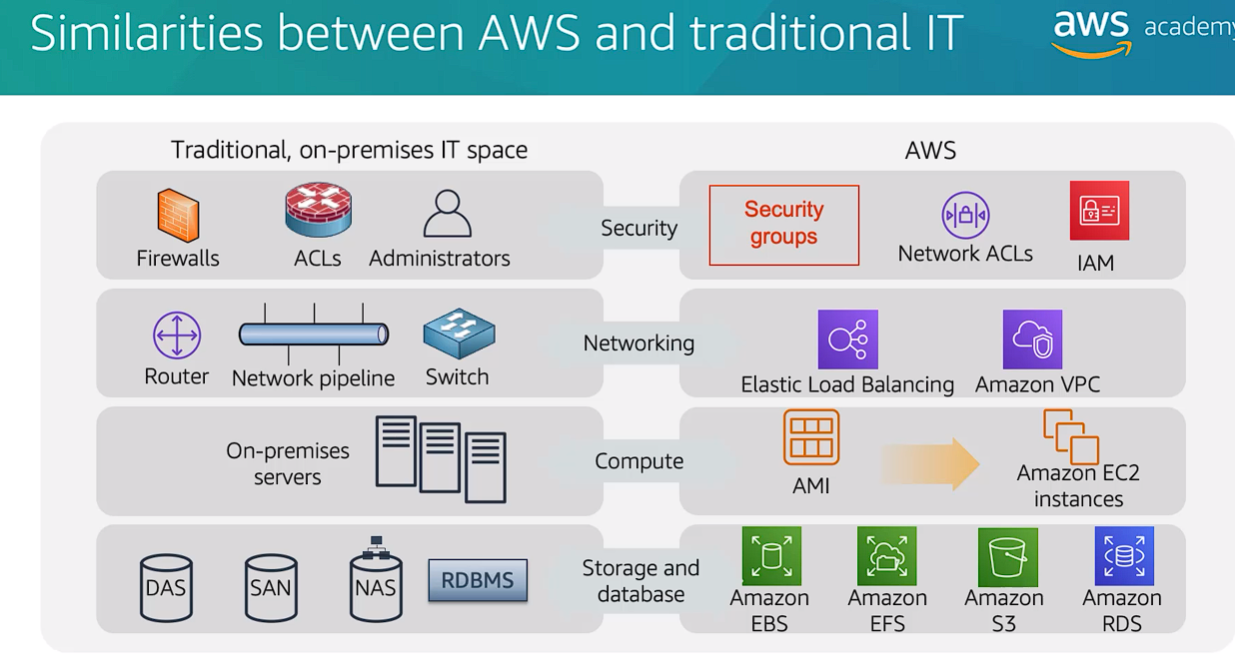 Similarities between AWS and traditional IT
aws academy
Traditional, on-premises IT space
AWS
Firewalls
ACLs
Administrators
Security
Security
groups
Network ACLs
IAM
Router
Network pipeline
Switch
Networking
Elastic Load Balancing
Amazon VPC
On-premises
servers
Compute
AMI
Amazon EC2
instances
DAS
SAN
NAS
RDBMS
Storage and
database
Amazon
EBS
Amazon
EFS
Amazon
S3
Amazon
RDS